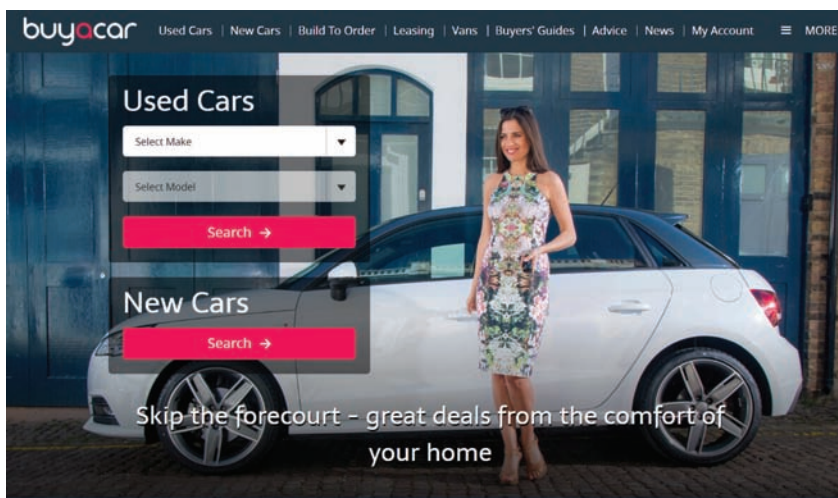 buyacar
Used Cars | New Cars | Build To Order | Leasing | Vans | Buyers' Guides | Advice | News | My Account ≡ MORE
Used Cars
Select Make
Select Model
Search →
New Cars
Search →
Skip the forecourt – great deals from the comfort of
your home